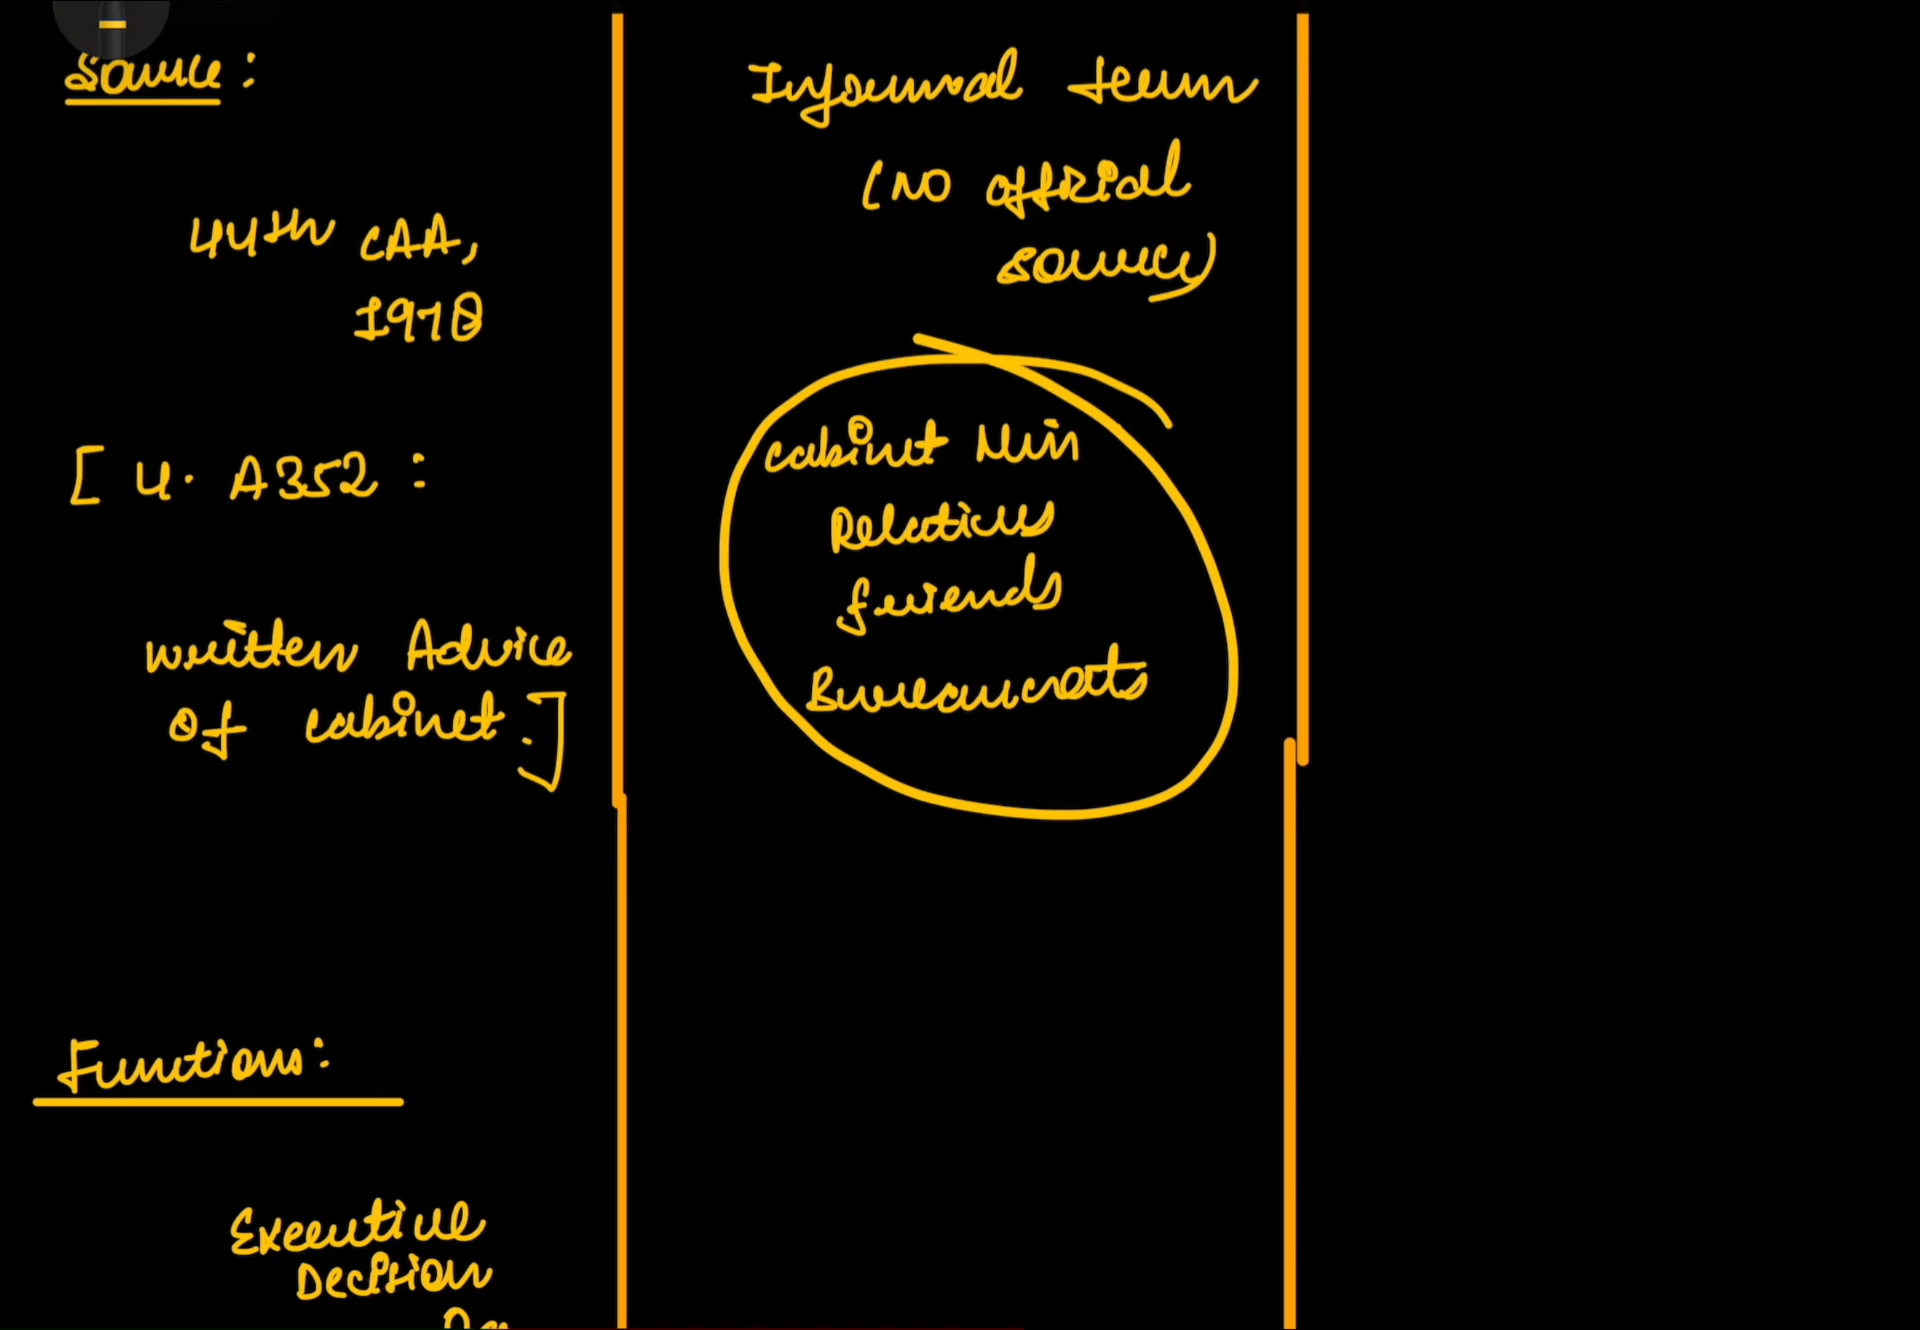 Source :
44th CAA,
1978
[ U. A352 :
written Advice
of cabinet.]
Functions:
Executive
Decision
Informal term
(NO official
source)
cabinet Min
Relatives
friends
Bureaucrats